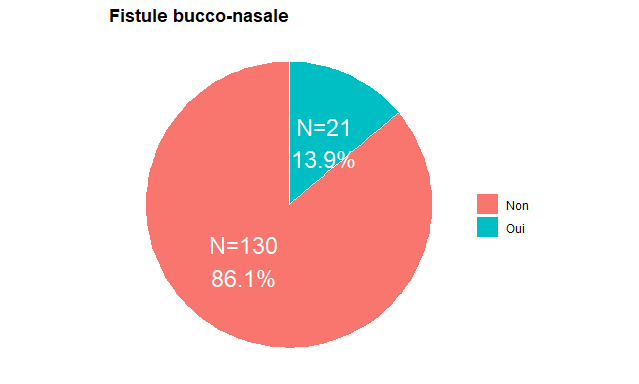 Fistule bucco-nasale
N=21
13.9%
N=130
86.1%
Non
Oui